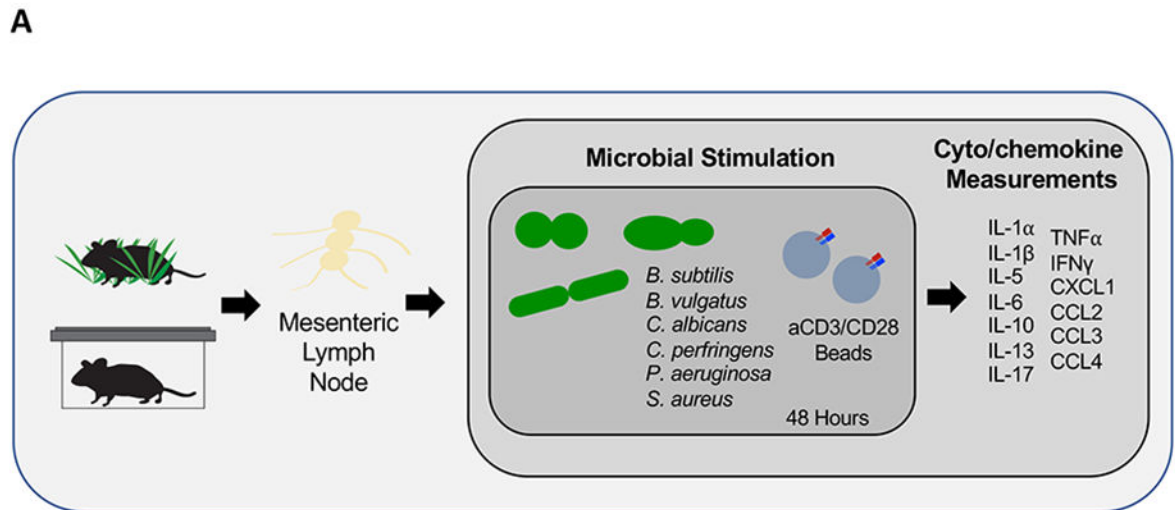 A
Microbial Stimulation
Cyto/chemokine
Measurements
Mesenteric
Lymph
Node
B. subtilis
B. vulgatus
C. albicans
C. perfringens
P. aeruginosa
S. aureus
aCD3/CD28
Beads
48 Hours
IL-1α
IL-1β
IL-5
IL-6
IL-10
IL-13
IL-17
TNFα
IFNγ
CXCL1
CCL2
CCL3
CCL4